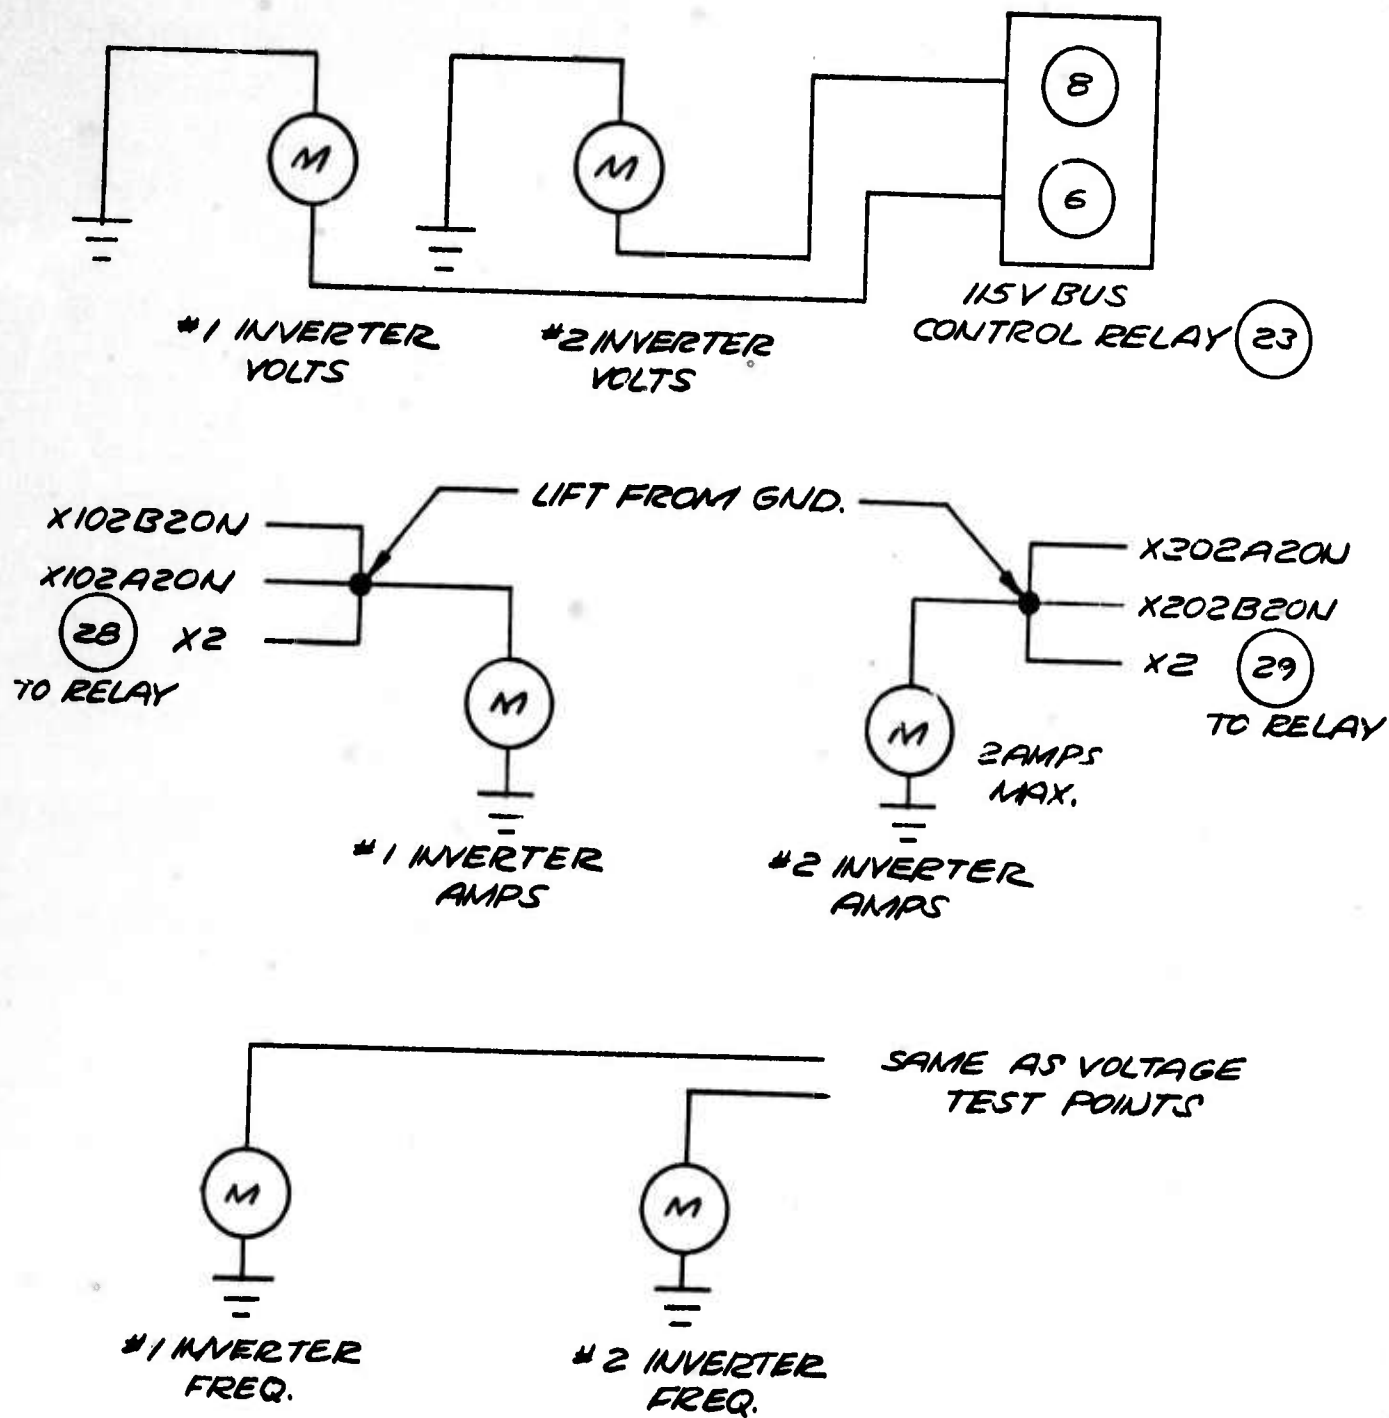 M
M
8
6
115V BUS
CONTROL RELAY 23
#1 INVERTER
VOLTS
#2 INVERTER
VOLTS
LIFT FROM GND.
X102B20N
X102A20N
28 X2
TO RELAY
M
#1 INVERTER
AMPS
X202A20N
X202B20N
X2 29
TO RELAY
M
2 AMPS
MAX.
#2 INVERTER
AMPS
SAME AS VOLTAGE
TEST POINTS
M
M
#1 INVERTER
FREQ.
#2 INVERTER
FREQ.